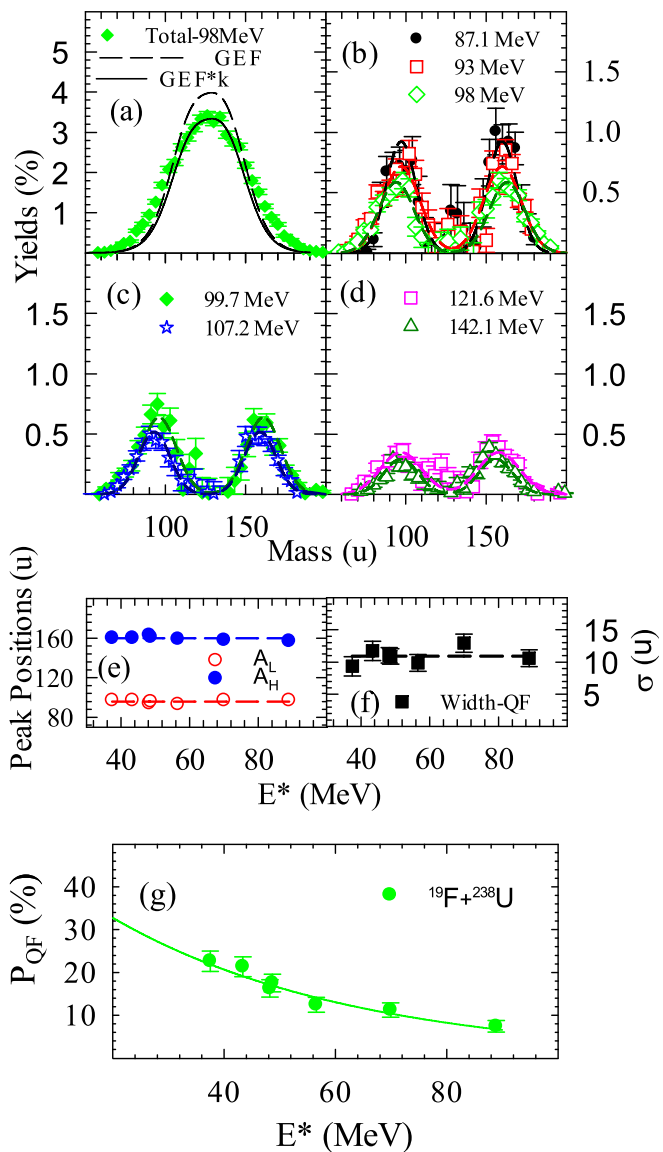 Total-98MeV
GEF
GEF*k
(a)
5
4
3
2
1
Yields (%)
(b)
87.1 MeV
93 MeV
98 MeV
1.5
1.0
0.5
(c)
99.7 MeV
107.2 MeV
1.5
1.0
0.5
(d)
121.6 MeV
142.1 MeV
1.5
1.0
0.5
100 150 100 150
Mass (u)
Peak Positions (u)
160
120
80
(e)
A_L
A_H
(f)
Width-QF
15
10
5
σ (u)
40 60 80 40 60 80
E* (MeV) E* (MeV)
(g)
¹⁹F+²³⁸U
P_QF (%)
40
30
20
10
40 60 80
E* (MeV)